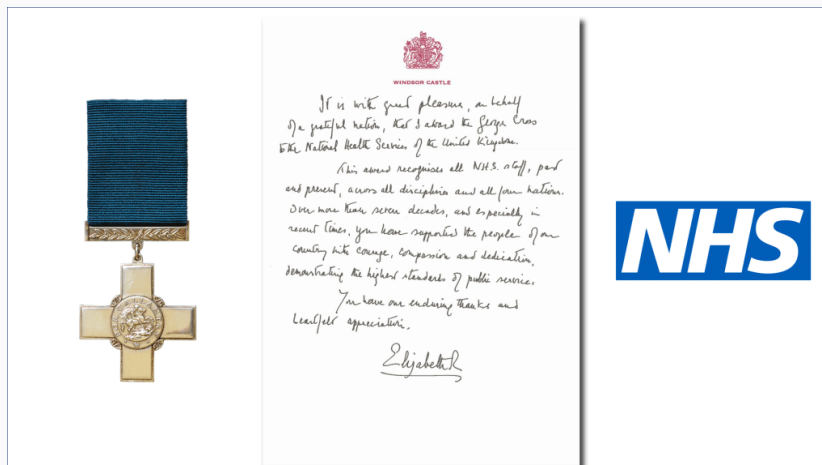 WINDSOR CASTLE
It is with great pleasure, on behalf
of a grateful nation, that I award the George Cross
to the National Health Services of the United Kingdom.
This award recognises all N.H.S. staff, past
and present, across all disciplines and all four nations.
Over more than seven decades, and especially in
recent times, you have supported the people of our
country with courage, compassion and dedication,
demonstrating the highest standards of public service.
You have our enduring thanks and
heartfelt appreciation.
Elizabeth R
NHS